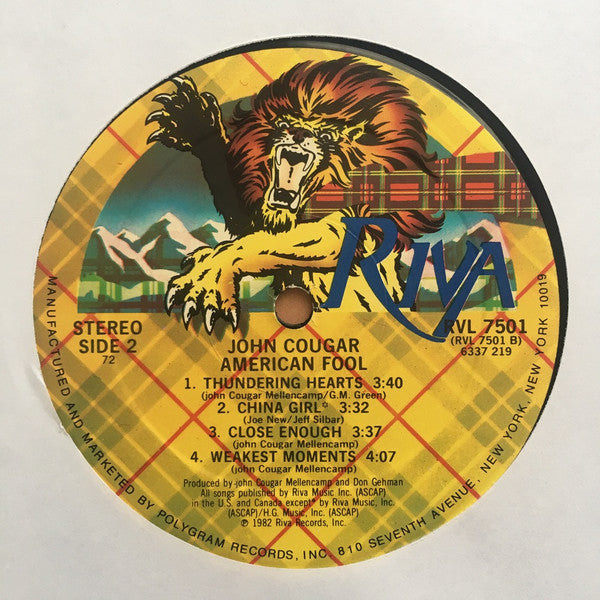 RIVA
STEREO
SIDE 2
72
RVL 7501
(RVL 7501 B)
6337 219
JOHN COUGAR
AMERICAN FOOL
1. THUNDERING HEARTS 3:40
(john Cougar Mellencamp/G.M. Green)
2. CHINA GIRL* 3:32
(Joe New/Jeff Silbar)
3. CLOSE ENOUGH 3:37
(john Cougar Mellencamp)
4. WEAKEST MOMENTS 4:07
(john Cougar Mellencamp)
Produced by john Cougar Mellencamp and Don Gehman
All songs published by Riva Music Inc. (ASCAP)
in the U.S. and Canada except* by Riva Music, Inc.
(ASCAP)/H.G. Music, Inc. (ASCAP)
℗ 1982 Riva Records, Inc.
MANUFACTURED AND MARKETED BY POLYGRAM RECORDS, INC. 810 SEVENTH AVENUE, NEW YORK, NEW YORK 10019